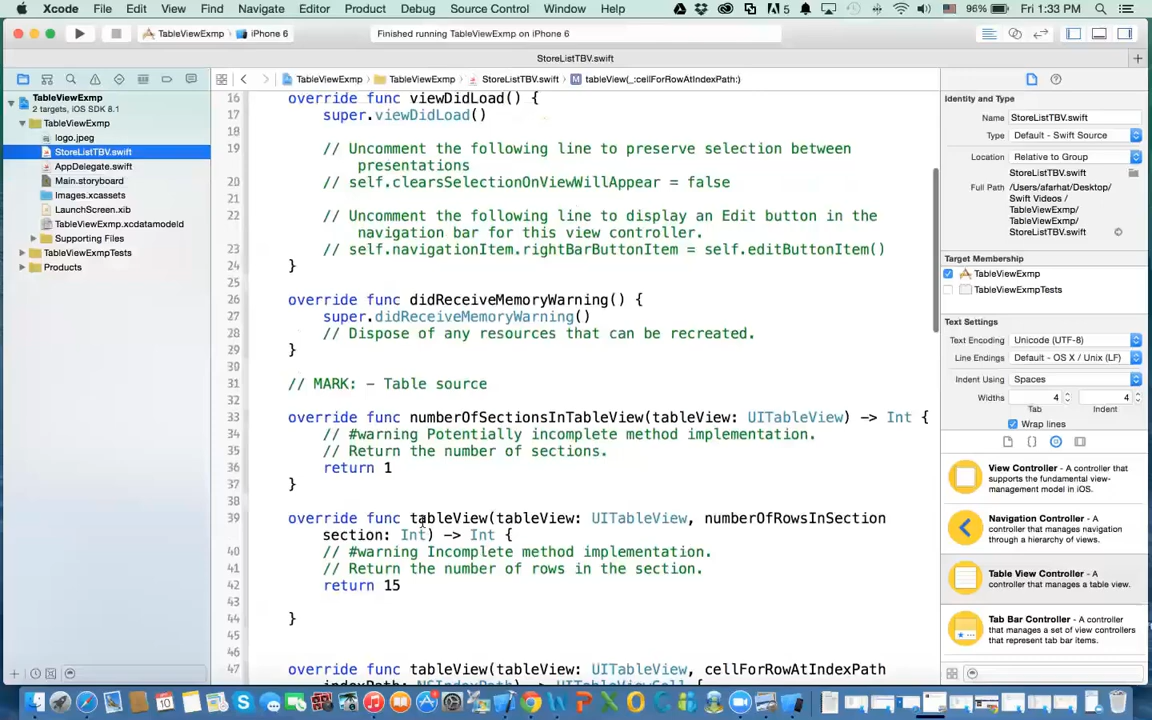 Xcode File Edit View Find Navigate Editor Product Debug Source Control Window Help 5 96% Fri 1:33 PM
TableViewExmp iPhone 6 Finished running TableViewExmp on iPhone 6
StoreListTBV.swift
TableViewExmp TableViewExmp StoreListTBV.swift M tableView(_:cellForRowAtIndexPath:)
TableViewExmp
2 targets, iOS SDK 8.1
TableViewExmp
logo.jpeg
StoreListTBV.swift
AppDelegate.swift
Main.storyboard
Images.xcassets
LaunchScreen.xib
TableViewExmp.xcdatamodeld
Supporting Files
TableViewExmpTests
Products
16 override func viewDidLoad() {
17 super.viewDidLoad()
18
19 // Uncomment the following line to preserve selection between
presentations
20 // self.clearsSelectionOnViewWillAppear = false
21
22 // Uncomment the following line to display an Edit button in the
navigation bar for this view controller.
23 // self.navigationItem.rightBarButtonItem = self.editButtonItem()
24 }
25
26 override func didReceiveMemoryWarning() {
27 super.didReceiveMemoryWarning()
28 // Dispose of any resources that can be recreated.
29 }
30
31 // MARK: - Table source
32
33 override func numberOfSectionsInTableView(tableView: UITableView) -> Int {
34 // #warning Potentially incomplete method implementation.
35 // Return the number of sections.
36 return 1
37 }
38
39 override func tableView(tableView: UITableView, numberOfRowsInSection
section: Int) -> Int {
40 // #warning Incomplete method implementation.
41 // Return the number of rows in the section.
42 return 15
43
44 }
45
47 override func tableView(tableView: UITableView, cellForRowAtIndexPath
indexPath: NSIndexPath) -> UITableViewCell {
Identity and Type
Name StoreListTBV.swift
Type Default - Swift Source
Location Relative to Group
StoreListTBV.swift
Full Path /Users/afarhat/Desktop/
Swift Videos /
TableViewExmp/
TableViewExmp/
StoreListTBV.swift
Target Membership
TableViewExmp
TableViewExmpTests
Text Settings
Text Encoding Unicode (UTF-8)
Line Endings Default - OS X / Unix (LF)
Indent Using Spaces
Widths 4 4
Tab Indent
Wrap lines
View Controller - A controller
that supports the fundamental view-
management model in iOS.
Navigation Controller - A
controller that manages navigation
through a hierarchy of views.
Table View Controller - A
controller that manages a table view.
Tab Bar Controller - A controller
that manages a set of view controllers
that represent tab bar items.